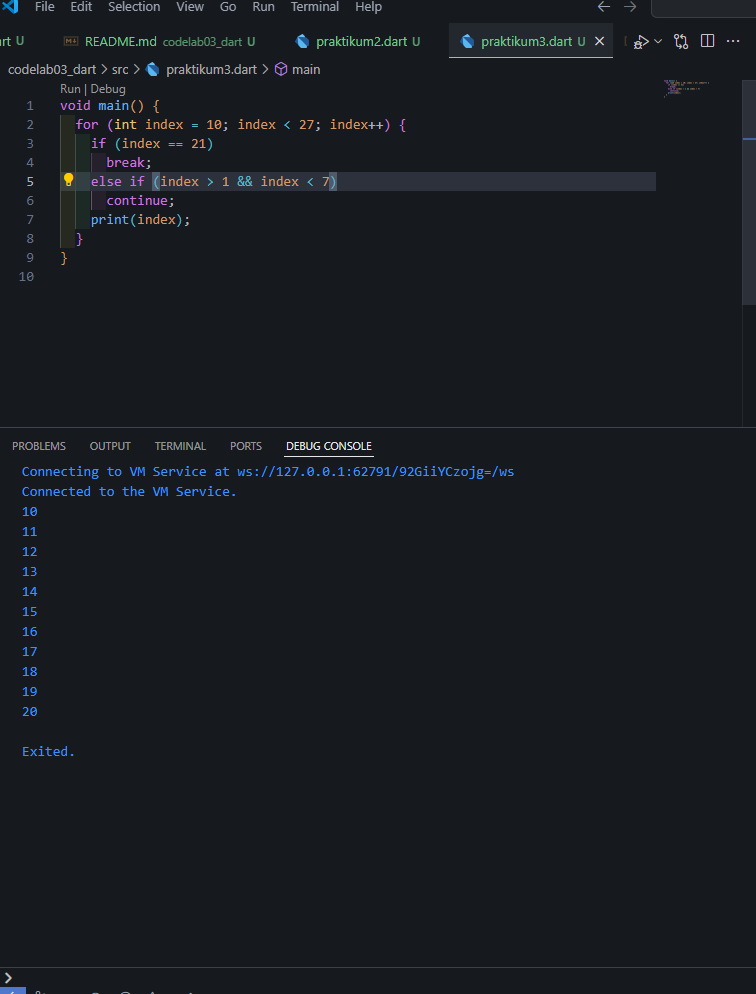 File Edit Selection View Go Run Terminal Help
rt U README.md codelab03_dart U praktikum2.dart U praktikum3.dart U
codelab03_dart > src > praktikum3.dart > main
Run | Debug
1 void main() {
2 for (int index = 10; index < 27; index++) {
3 if (index == 21)
4 break;
5 else if (index > 1 && index < 7)
6 continue;
7 print(index);
8 }
9 }
10
PROBLEMS OUTPUT TERMINAL PORTS DEBUG CONSOLE
Connecting to VM Service at ws://127.0.0.1:62791/92GiiYCzojg=/ws
Connected to the VM Service.
10
11
12
13
14
15
16
17
18
19
20
Exited.